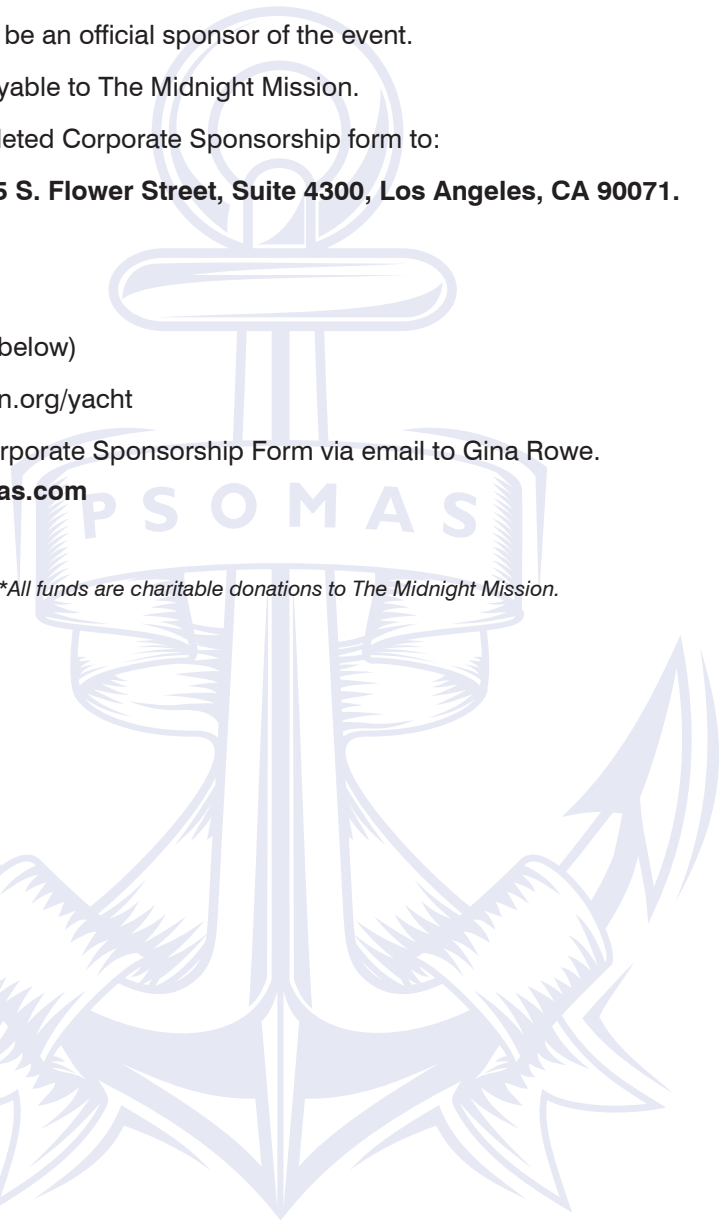 be an official sponsor of the event.
yable to The Midnight Mission.
leted Corporate Sponsorship form to:
5 S. Flower Street, Suite 4300, Los Angeles, CA 90071.
below)
n.org/yacht
rporate Sponsorship Form via email to Gina Rowe.
as.com
PSOMAS
*All funds are charitable donations to The Midnight Mission.